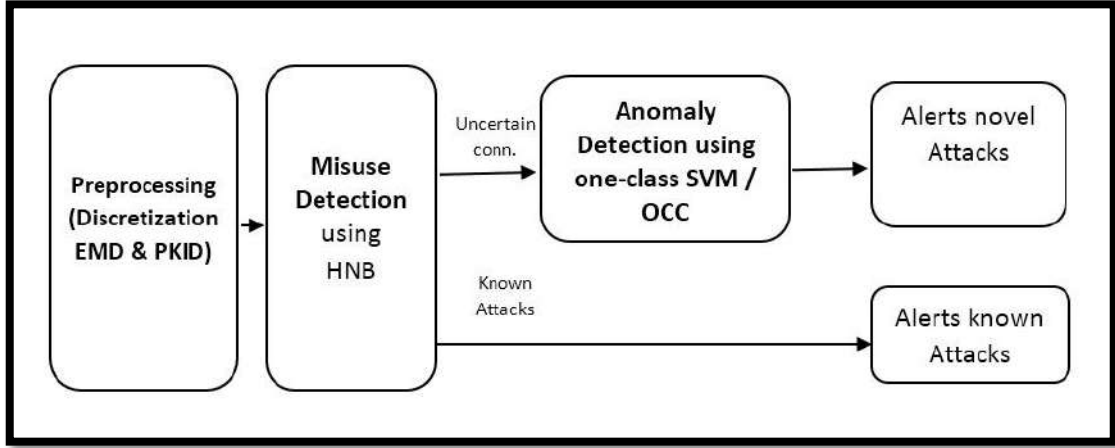 Preprocessing
(Discretization
EMD & PKID)
Misuse
Detection
using
HNB
Uncertain
conn.
Anomaly
Detection using
one-class SVM /
OCC
Alerts novel
Attacks
Known
Attacks
Alerts known
Attacks